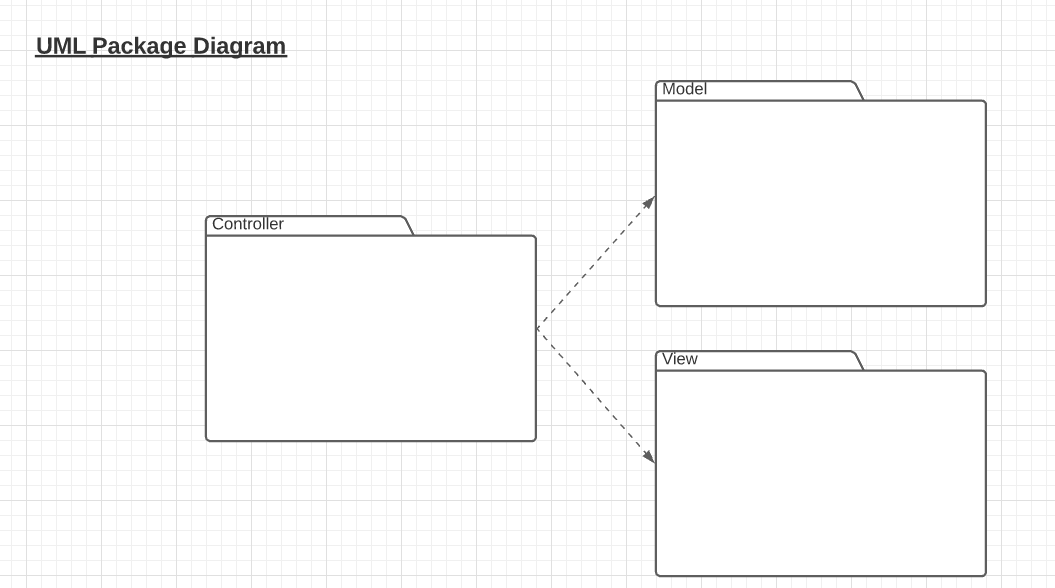 UML Package Diagram
Model
Controller
View